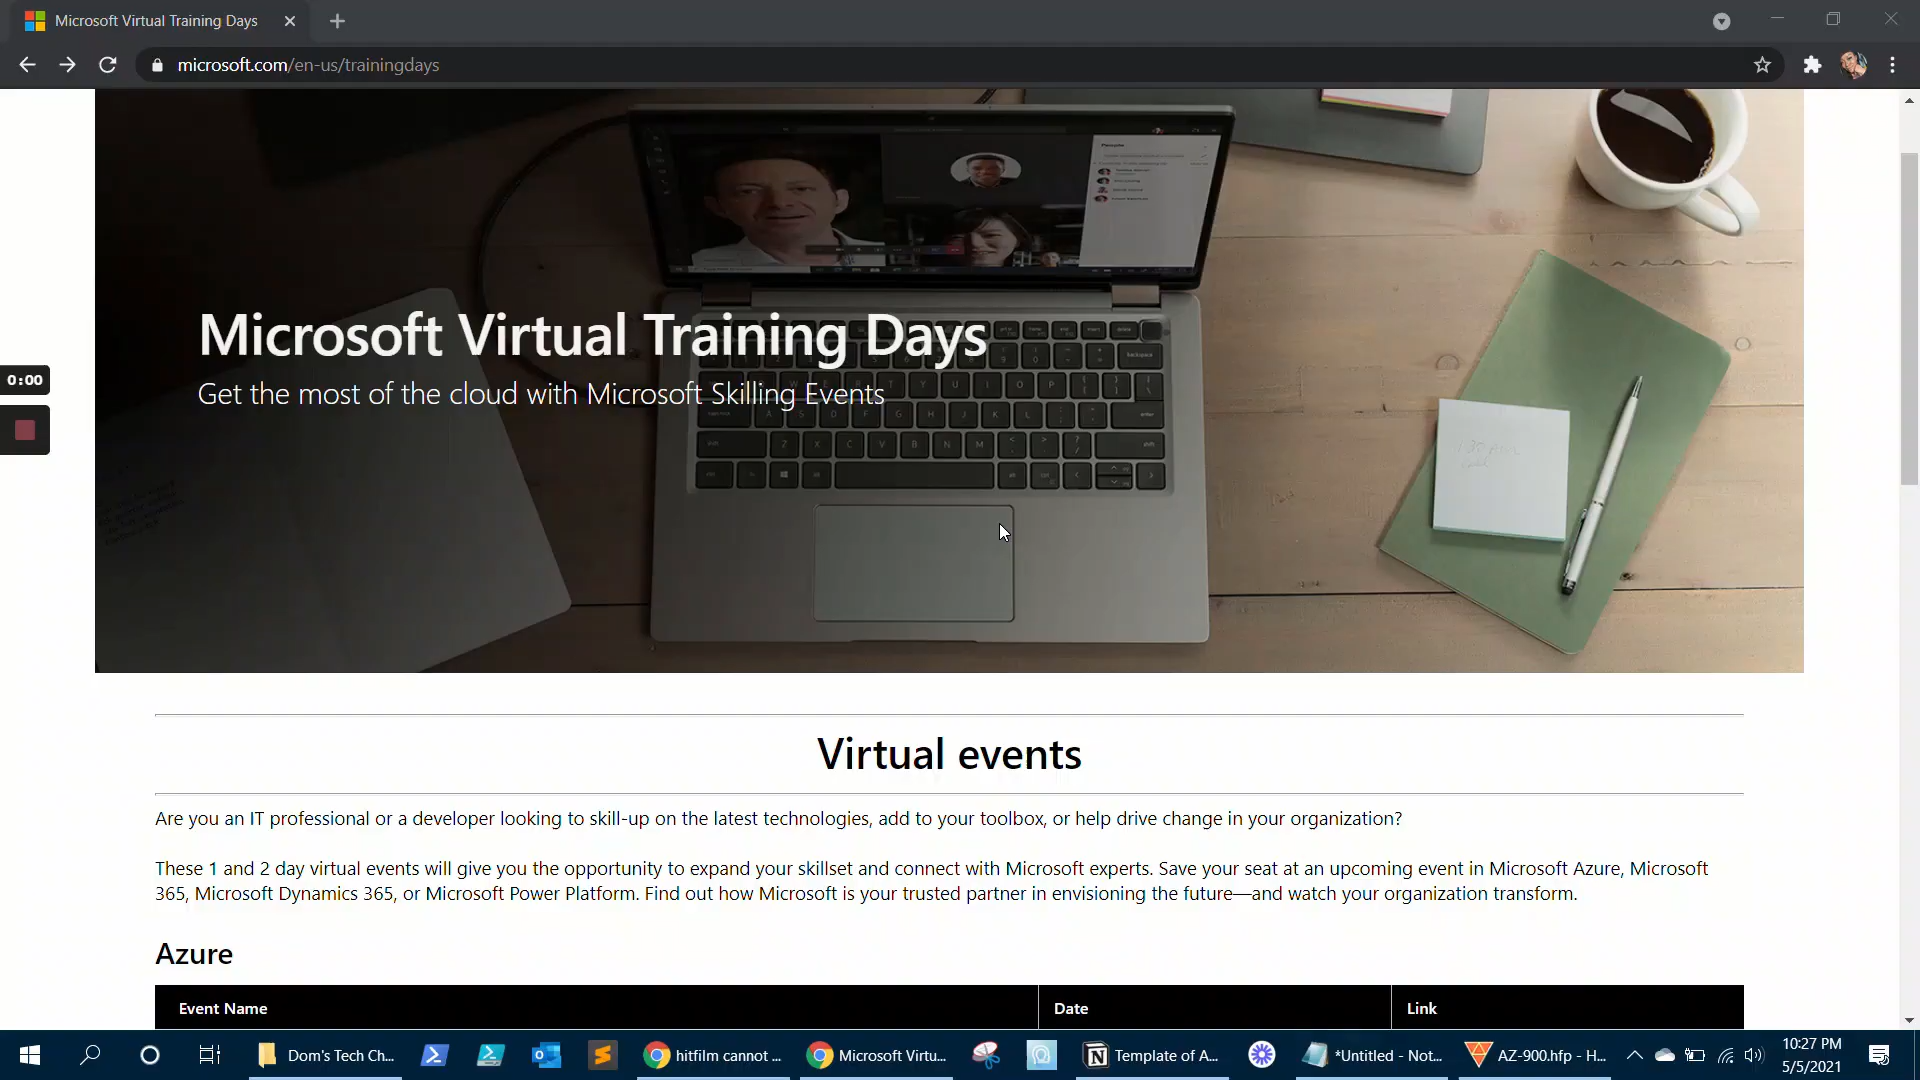 Microsoft Virtual Training Days
microsoft.com/en-us/trainingdays
People
Microsoft Virtual Training Days
Get the most of the cloud with Microsoft Skilling Events
0:00
Virtual events
Are you an IT professional or a developer looking to skill-up on the latest technologies, add to your toolbox, or help drive change in your organization?
These 1 and 2 day virtual events will give you the opportunity to expand your skillset and connect with Microsoft experts. Save your seat at an upcoming event in Microsoft Azure, Microsoft
365, Microsoft Dynamics 365, or Microsoft Power Platform. Find out how Microsoft is your trusted partner in envisioning the future—and watch your organization transform.
Azure
Event Name Date Link
Dom's Tech Ch... hitfilm cannot ... Microsoft Virtu... Template of A... *Untitled - Not... AZ-900.hfp - H... 10:27 PM
5/5/2021